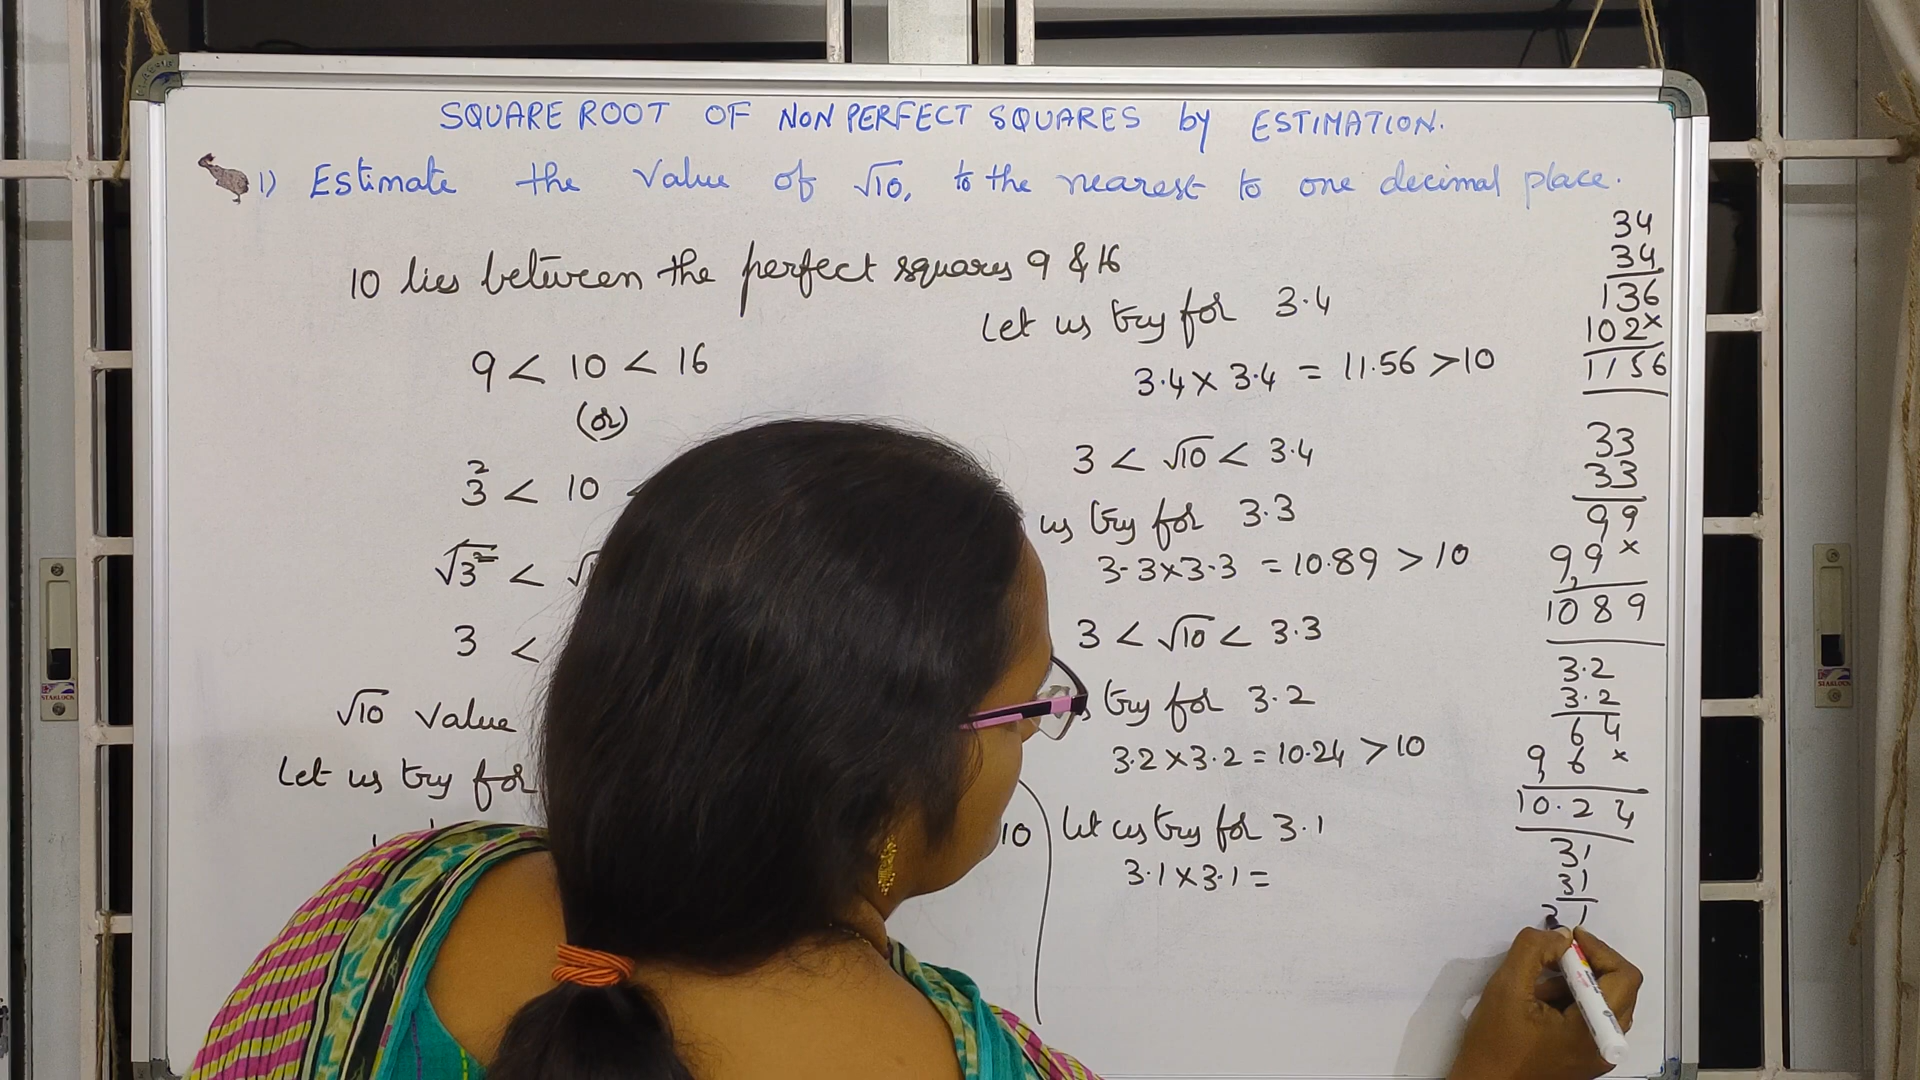 SQUARE ROOT OF NON PERFECT SQUARES by ESTIMATION.
1) Estimate the value of √10, to the nearest to one decimal place.
10 lies between the perfect squares 9 & 16
9 < 10 < 16
(or)
3² < 10 <
√3² < √
3 <
√10 value
Let us try for
10
Let us try for 3.4
3.4 × 3.4 = 11.56 > 10
3 < √10 < 3.4
us try for 3.3
3.3 × 3.3 = 10.89 > 10
3 < √10 < 3.3
try for 3.2
3.2 × 3.2 = 10.24 > 10
Let us try for 3.1
3.1 × 3.1 =
34
34
136
102×
1156
33
33
99
99×
1089
3.2
3.2
64
96×
10.24
31
31
31